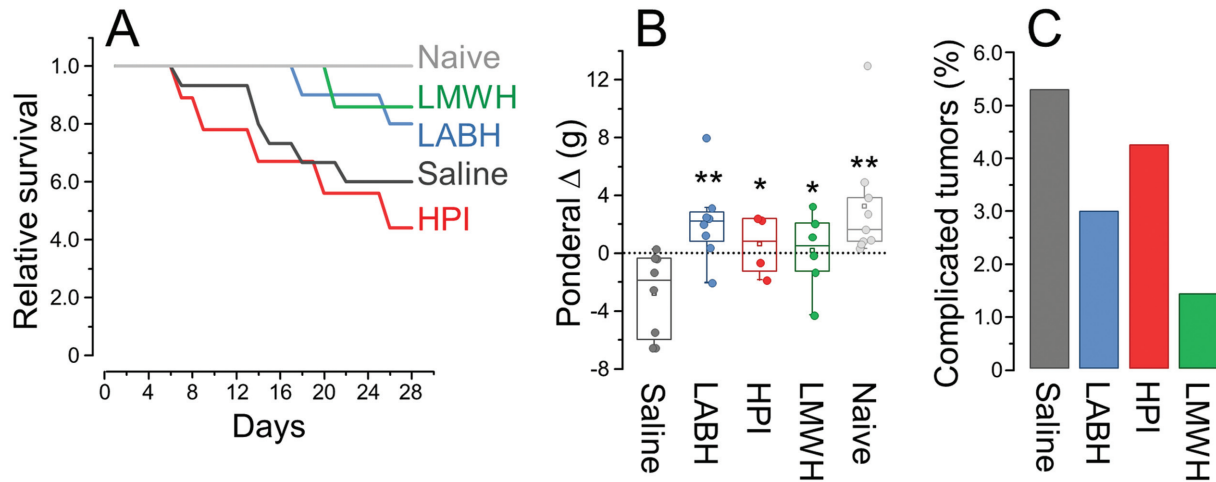 A
Relative survival
1.0
8.0
6.0
4.0
2.0
0
0 4 8 12 16 20 24 28
Days
Naive
LMWH
LABH
Saline
HPI
B
Ponderal Δ (g)
12
8
4
0
-4
-8
** * * **
Saline
LABH
HPI
LMWH
Naive
C
Complicated tumors (%)
6.0
5.0
4.0
3.0
2.0
1.0
0
Saline
LABH
HPI
LMWH